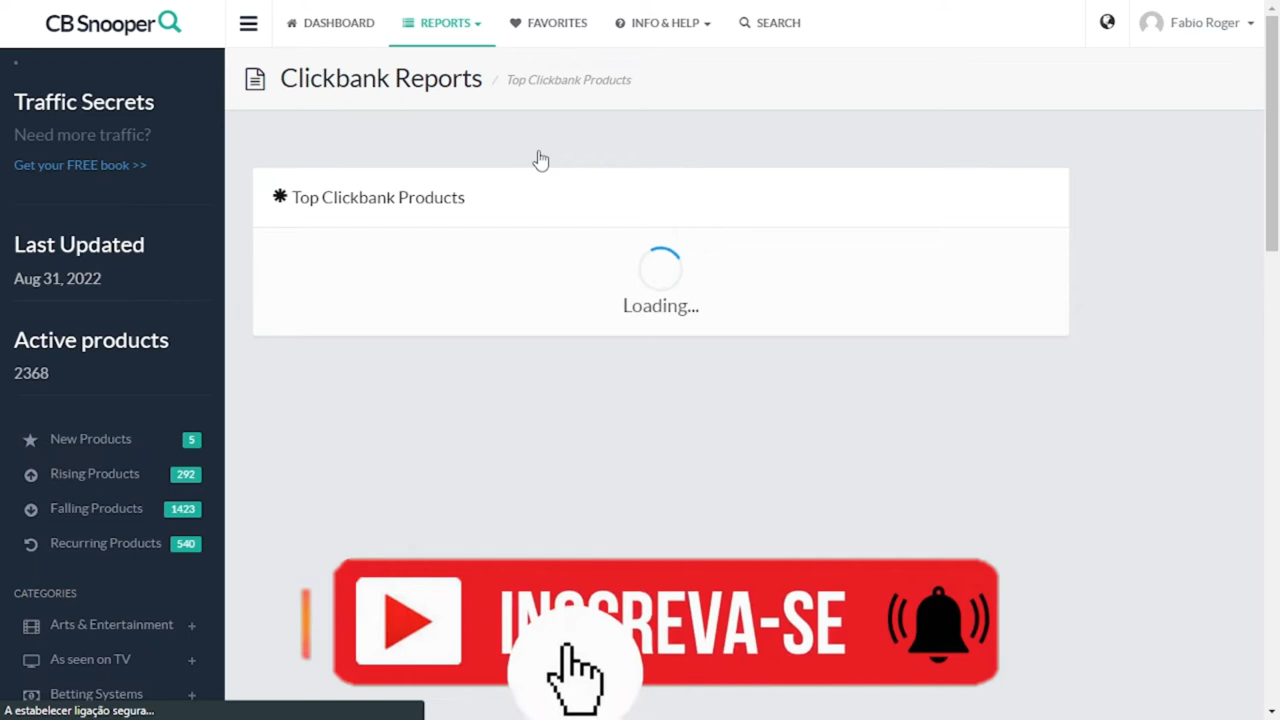 CB Snooper
DASHBOARD
REPORTS
FAVORITES
INFO & HELP
SEARCH
Fabio Roger
Clickbank Reports / Top Clickbank Products
Traffic Secrets
Need more traffic?
Get your FREE book >>
Last Updated
Aug 31, 2022
Active products
2368
New Products 5
Rising Products 292
Falling Products 1423
Recurring Products 540
CATEGORIES
Arts & Entertainment +
As seen on TV +
Betting Systems +
Top Clickbank Products
Loading...
INSCREVA-SE
A estabelecer ligação segura...